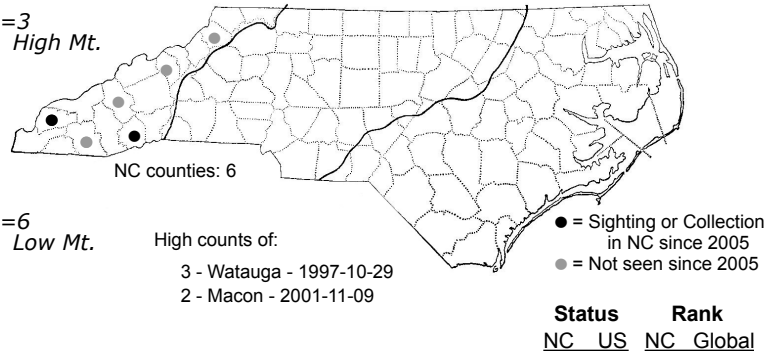 =3
High Mt.
NC counties: 6
=6
Low Mt.
High counts of:
3 - Watauga - 1997-10-29
2 - Macon - 2001-11-09
● = Sighting or Collection
in NC since 2005
● = Not seen since 2005
Status Rank
NC US NC Global